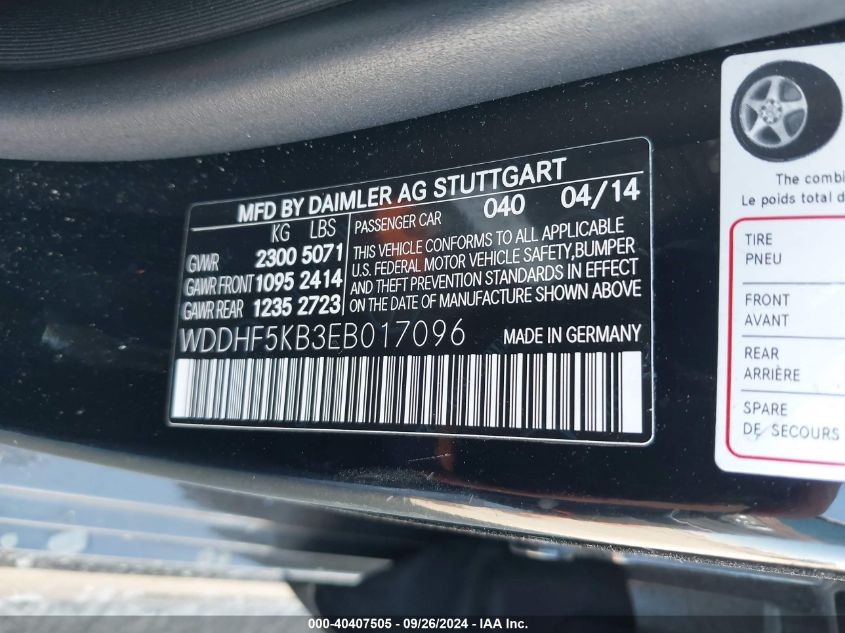 MFD BY DAIMLER AG STUTTGART
KG LBS
GVWR 2300 5071
GAWR FRONT 1095 2414
GAWR REAR 1235 2723
PASSENGER CAR 040 04/14
THIS VEHICLE CONFORMS TO ALL APPLICABLE
U.S. FEDERAL MOTOR VEHICLE SAFETY,BUMPER
AND THEFT PREVENTION STANDARDS IN EFFECT
ON THE DATE OF MANUFACTURE SHOWN ABOVE
WDDHF5KB3EB017096 MADE IN GERMANY
The combi
Le poids total d
TIRE
PNEU
FRONT
AVANT
REAR
ARRIÈRE
SPARE
DE SECOURS
000-40407505 - 09/26/2024 - © IAA Inc.